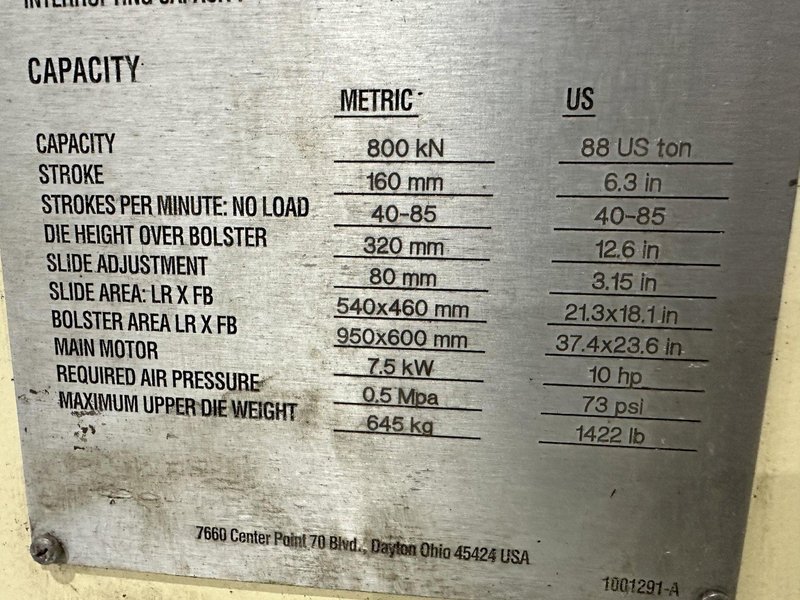 INTERRUPTING CAPACITY
CAPACITY
METRIC US
CAPACITY 800 kN 88 US ton
STROKE 160 mm 6.3 in
STROKES PER MINUTE: NO LOAD 40-85 40-85
DIE HEIGHT OVER BOLSTER 320 mm 12.6 in
SLIDE ADJUSTMENT 80 mm 3.15 in
SLIDE AREA: LR X FB 540x460 mm 21.3x18.1 in
BOLSTER AREA LR X FB 950x600 mm 37.4x23.6 in
MAIN MOTOR 7.5 kW 10 hp
REQUIRED AIR PRESSURE 0.5 Mpa 73 psi
MAXIMUM UPPER DIE WEIGHT 645 kg 1422 lb
7660 Center Point 70 Blvd., Dayton Ohio 45424 USA
1001291-A